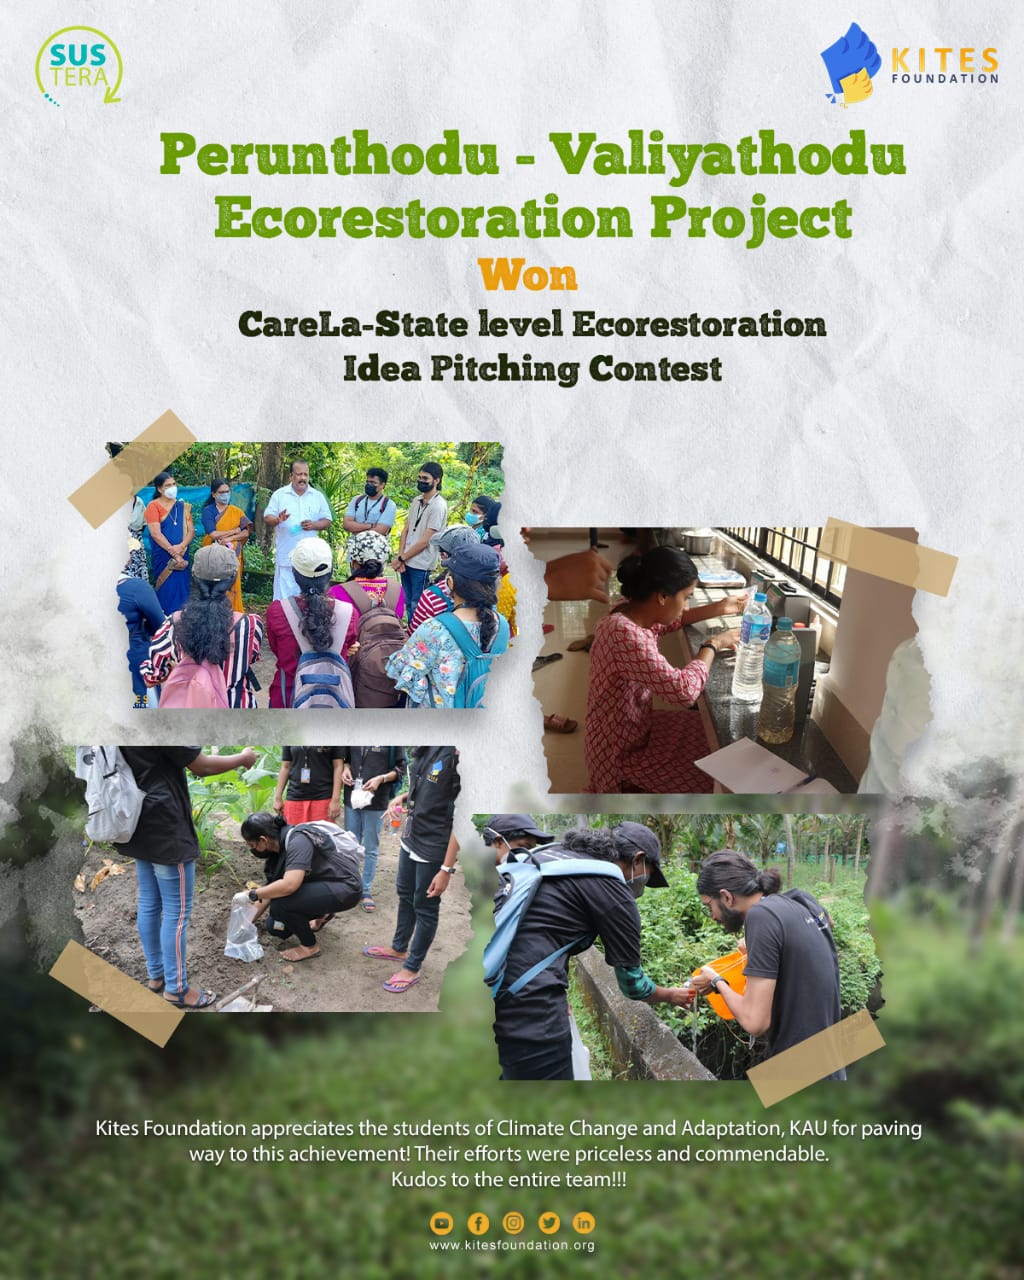 SUS
TERA
KITES
FOUNDATION
Perunthodu - Valiyathodu
Ecorestoration Project
Won
CareLa-State level Ecorestoration
Idea Pitching Contest
Kites Foundation appreciates the students of Climate Change and Adaptation, KAU for paving
way to this achievement! Their efforts were priceless and commendable.
Kudos to the entire team!!!
www.kitesfoundation.org